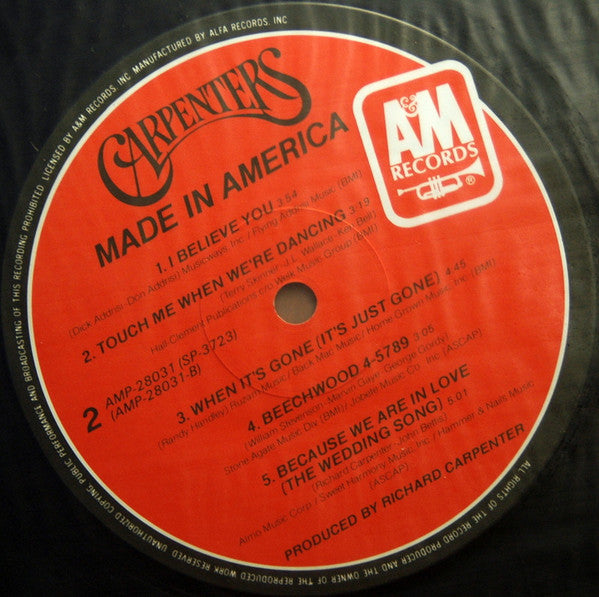 CARPENTERS
MADE IN AMERICA
A&M
RECORDS
®
1. I BELIEVE YOU 3:54
(Dick Addrisi-Don Addrisi) Musicways, Inc./Flying Addrisi Music (BMI)
2. TOUCH ME WHEN WE'RE DANCING 3:19
(Terry Skinner-J.L. Wallace-Ken Bell)
Hall-Clement Publications c/o Welk Music Group (BMI)
2
AMP-28031 (SP-3723)
(AMP-28031-B)
3. WHEN IT'S GONE (IT'S JUST GONE) 4:45
(Randy Handley) Ruzam Music / Back Mac Music / Home Grown Music, Inc. (BMI)
4. BEECHWOOD 4-5789 3:05
(William Stevenson-Marvin Gaye-George Gordy)
Stone Agate Music Div (BMI) / Jobete Music Co., Inc. (ASCAP)
5. BECAUSE WE ARE IN LOVE
(THE WEDDING SONG) 5:01
(Richard Carpenter-John Bettis)
Almo Music Corp / Sweet Harmony Music, Inc / Hammer & Nails Music
(ASCAP)
PRODUCED BY RICHARD CARPENTER
ALL RIGHTS OF THE RECORD PRODUCER AND THE OWNER OF THE REPRODUCED WORK RESERVED UNAUTHORIZED COPYING PUBLIC PERFORMANCE AND BROADCASTING OF THIS RECORDING PROHIBITED LICENSED BY A&M RECORDS, INC. MANUFACTURED BY ALFA RECORDS, INC